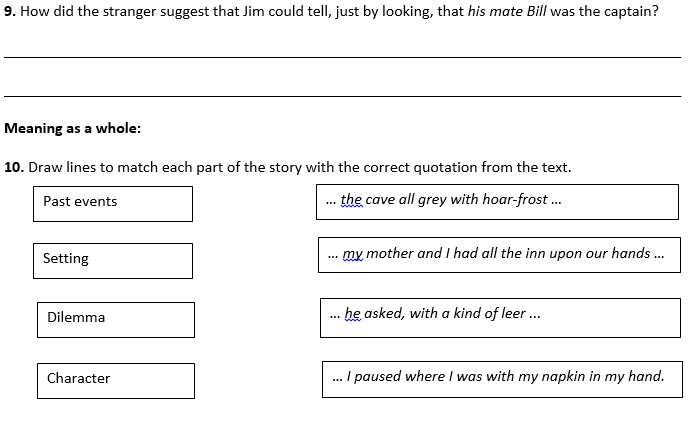 9. How did the stranger suggest that Jim could tell, just by looking, that his mate Bill was the captain?
Meaning as a whole:
10. Draw lines to match each part of the story with the correct quotation from the text.
Past events
... the cave all grey with hoar-frost ...
Setting
... my mother and I had all the inn upon our hands ...
Dilemma
... he asked, with a kind of leer ...
Character
... I paused where I was with my napkin in my hand.